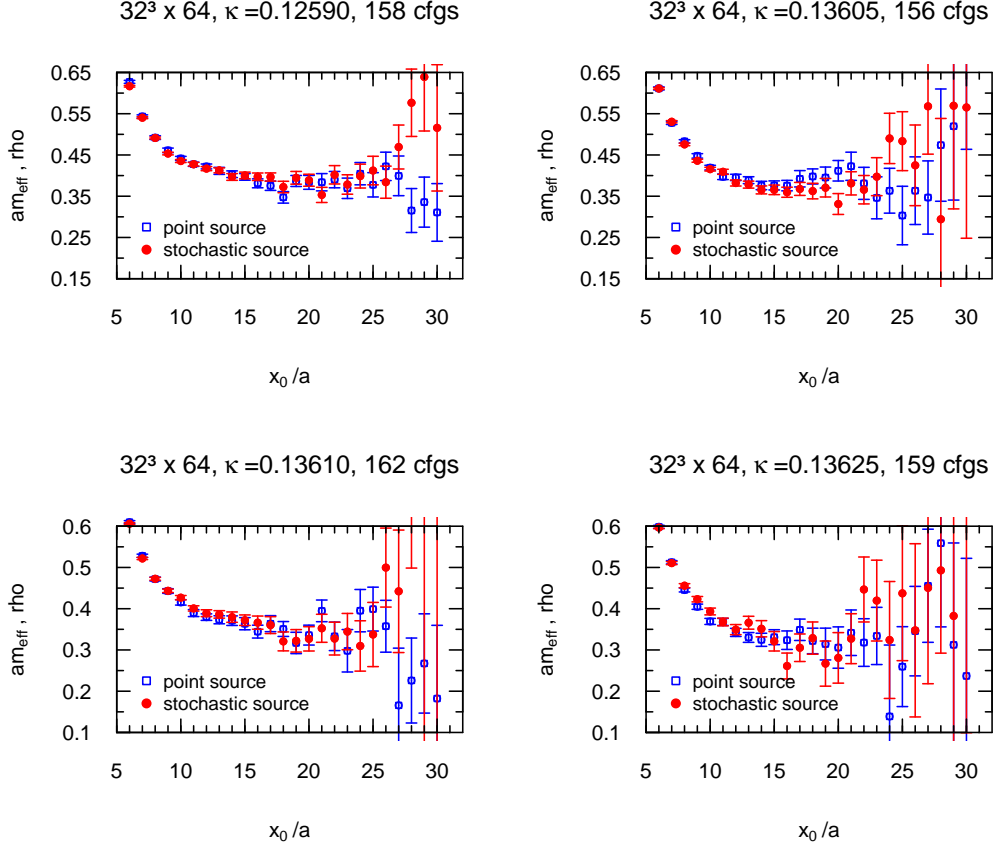 32³ x 64, κ =0.12590, 158 cfgs
am_eff , rho
0.65
0.55
0.45
0.35
0.25
0.15
point source
stochastic source
5 10 15 20 25 30
x_0 /a
32³ x 64, κ =0.13605, 156 cfgs
am_eff , rho
0.65
0.55
0.45
0.35
0.25
0.15
point source
stochastic source
5 10 15 20 25 30
x_0 /a
32³ x 64, κ =0.13610, 162 cfgs
am_eff , rho
0.6
0.5
0.4
0.3
0.2
0.1
point source
stochastic source
5 10 15 20 25 30
x_0 /a
32³ x 64, κ =0.13625, 159 cfgs
am_eff , rho
0.6
0.5
0.4
0.3
0.2
0.1
point source
stochastic source
5 10 15 20 25 30
x_0 /a